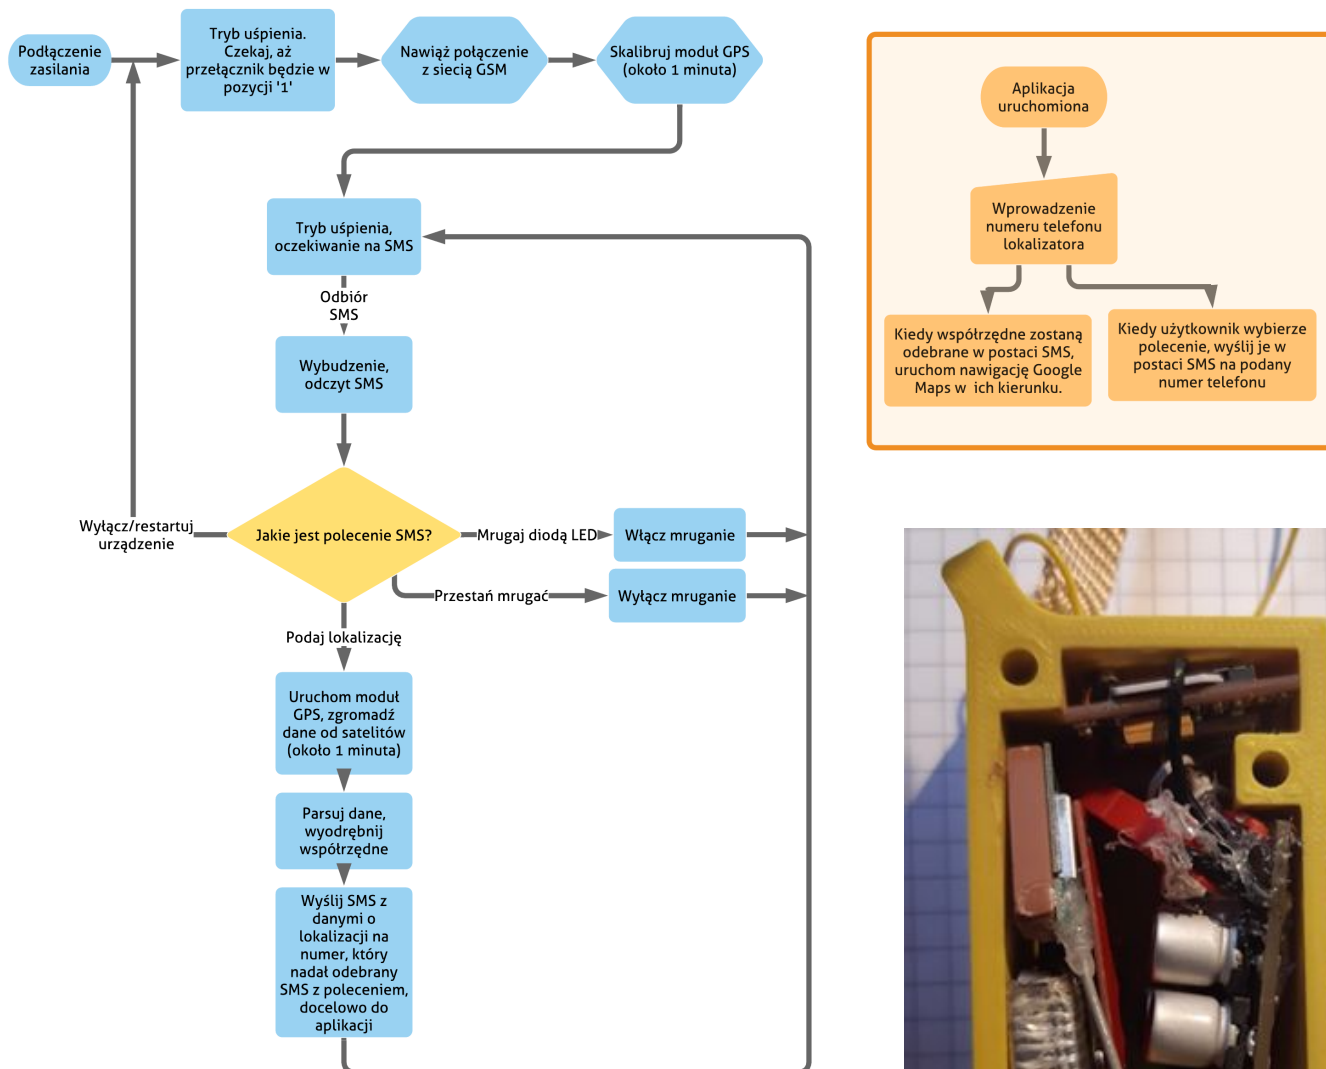 Podłączenie
zasilania
Tryb uśpienia.
Czekaj, aż
przełącznik będzie w
pozycji '1'
Nawiąż połączenie
z siecią GSM
Skalibruj moduł GPS
(około 1 minuta)
Tryb uśpienia,
oczekiwanie na SMS
Odbiór
SMS
Wybudzenie,
odczyt SMS
Jakie jest polecenie SMS?
Wyłącz/restartuj
urządzenie
Mrugaj diodą LED
Włącz mruganie
Przestań mrugać
Wyłącz mruganie
Podaj lokalizację
Uruchom moduł
GPS, zgromadź
dane od satelitów
(około 1 minuta)
Parsuj dane,
wyodrębnij
współrzędne
Wyślij SMS z
danymi o
lokalizacji na
numer, który
nadał odebrany
SMS z poleceniem,
docelowo do
aplikacji
Aplikacja
uruchomiona
Wprowadzenie
numeru telefonu
lokalizatora
Kiedy współrzędne zostaną
odebrane w postaci SMS,
uruchom nawigację Google
Maps w ich kierunku.
Kiedy użytkownik wybierze
polecenie, wyślij je w
postaci SMS na podany
numer telefonu